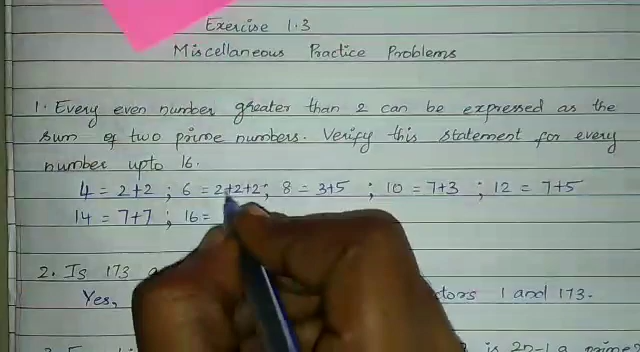 Exercise 1.3
Miscellaneous Practice Problems
1. Every even number greater than 2 can be expressed as the
sum of two prime numbers. Verify this statement for every
number upto 16.
4 = 2+2 ; 6 = 2+2+2; 8 = 3+5 ; 10 = 7+3 ; 12 = 7+5
14 = 7+7 ; 16=
2. Is 173 a
Yes, ctors 1 and 173.
is 2n-1 a prime?